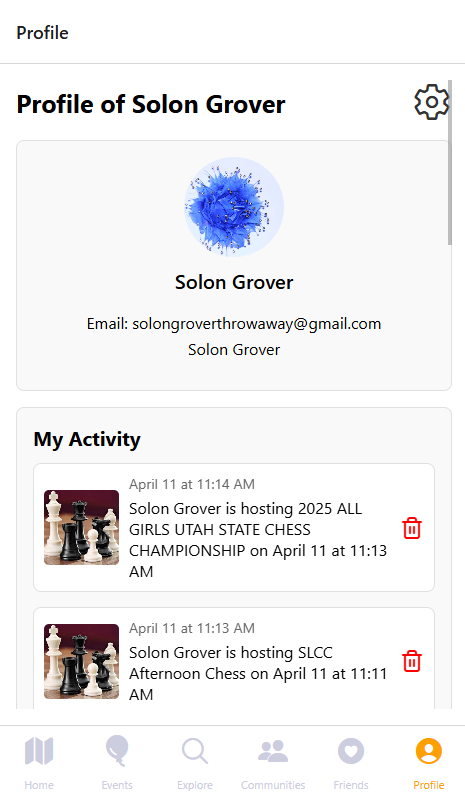 Profile
Profile of Solon Grover
Solon Grover
Email: solongroverthrowaway@gmail.com
Solon Grover
My Activity
April 11 at 11:14 AM
Solon Grover is hosting 2025 ALL
GIRLS UTAH STATE CHESS
CHAMPIONSHIP on April 11 at 11:13
AM
April 11 at 11:13 AM
Solon Grover is hosting SLCC
Afternoon Chess on April 11 at 11:11
AM
Home Events Explore Communities Friends Profile